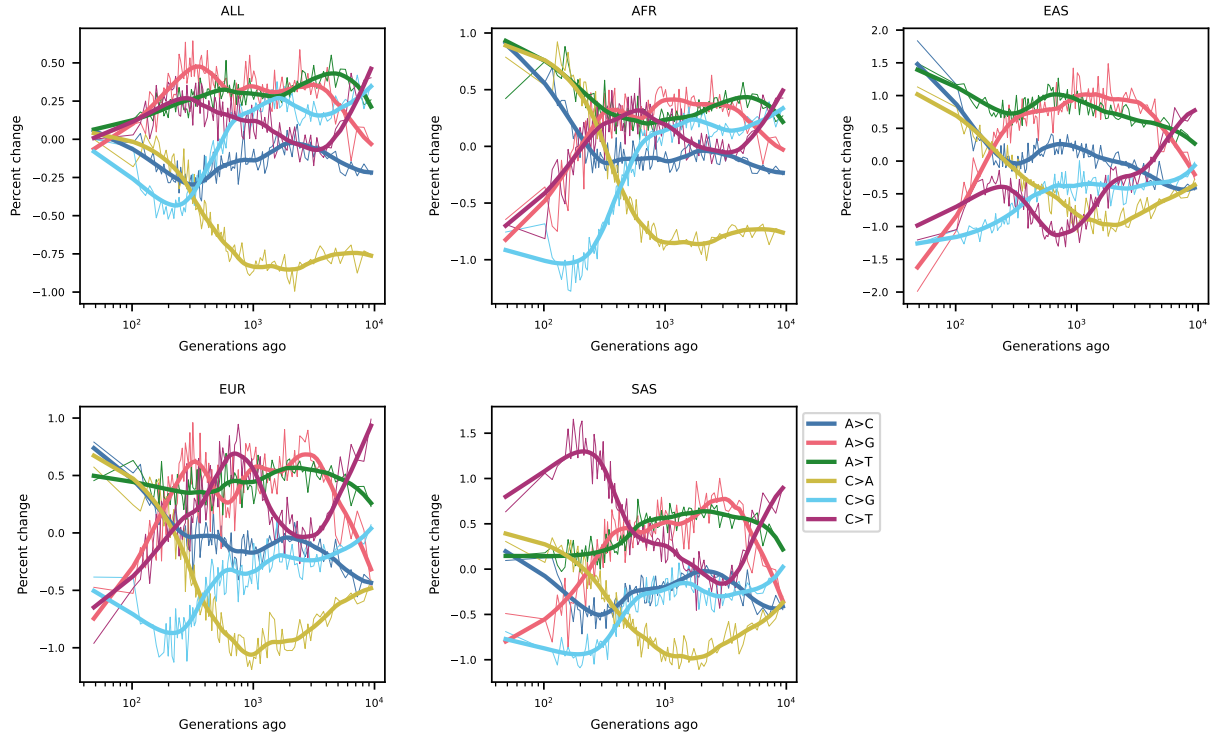 ALL
AFR
EAS
Percent change
0.50
0.25
0.00
−0.25
−0.50
−0.75
−1.00
10²
10³
10⁴
Generations ago
Percent change
1.0
0.5
0.0
−0.5
−1.0
10²
10³
10⁴
Generations ago
Percent change
2.0
1.5
1.0
0.5
0.0
−0.5
−1.0
−1.5
−2.0
10²
10³
10⁴
Generations ago
EUR
SAS
Percent change
1.0
0.5
0.0
−0.5
−1.0
10²
10³
10⁴
Generations ago
Percent change
1.5
1.0
0.5
0.0
−0.5
−1.0
10²
10³
10⁴
Generations ago
A>C
A>G
A>T
C>A
C>G
C>T